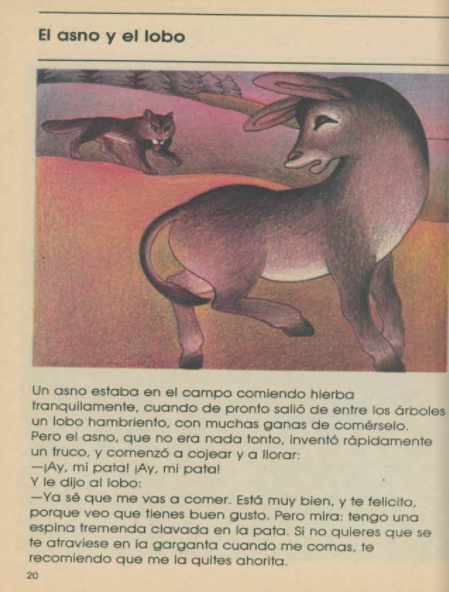 El asno y el lobo
Un asno estaba en el campo comiendo hierba
tranquilamente, cuando de pronto salió de entre los árboles
un lobo hambriento, con muchas ganas de comérselo.
Pero el asno, que no era nada tonto, inventó rápidamente
un truco, y comenzó a cojear y a llorar:
—¡Ay, mi pata! ¡Ay, mi pata!
Y le dijo al lobo:
—Ya sé que me vas a comer. Está muy bien, y te felicito,
porque veo que tienes buen gusto. Pero mira: tengo una
espina tremenda clavada en la pata. Si no quieres que se
te atraviese en la garganta cuando me comas, te
recomiendo que me la quites ahorita.
20